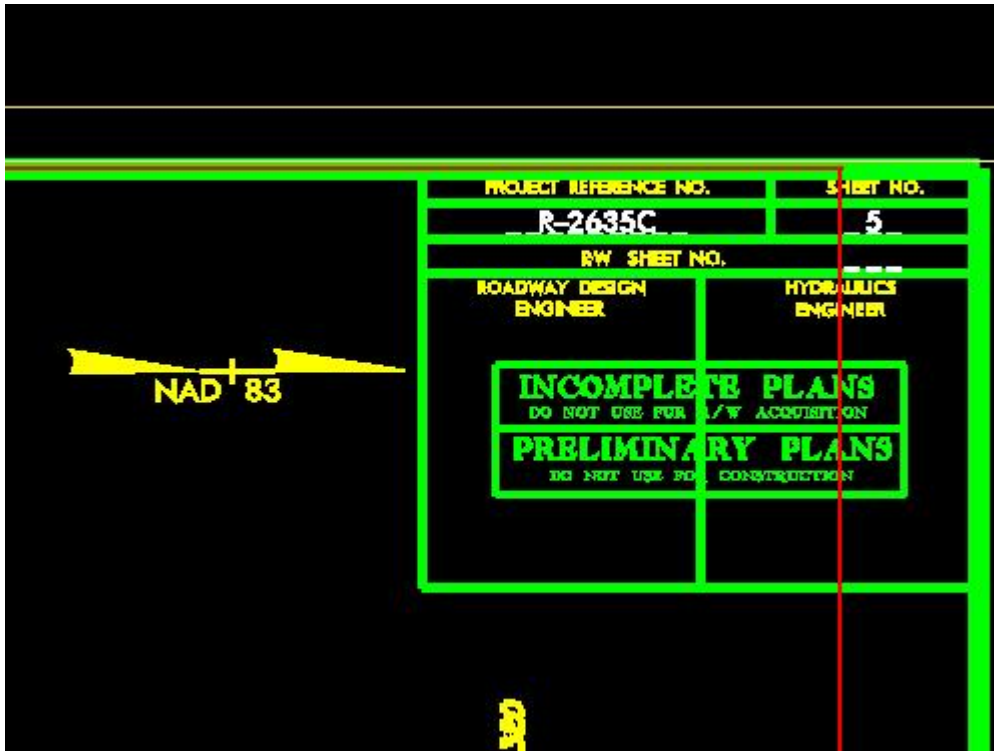 PROJECT REFERENCE NO. SHEET NO.
R-2635C 5
RW SHEET NO.
ROADWAY DESIGN
ENGINEER
HYDRAULICS
ENGINEER
INCOMPLETE PLANS
DO NOT USE FOR R/W ACQUISITION
PRELIMINARY PLANS
DO NOT USE FOR CONSTRUCTION
NAD 83